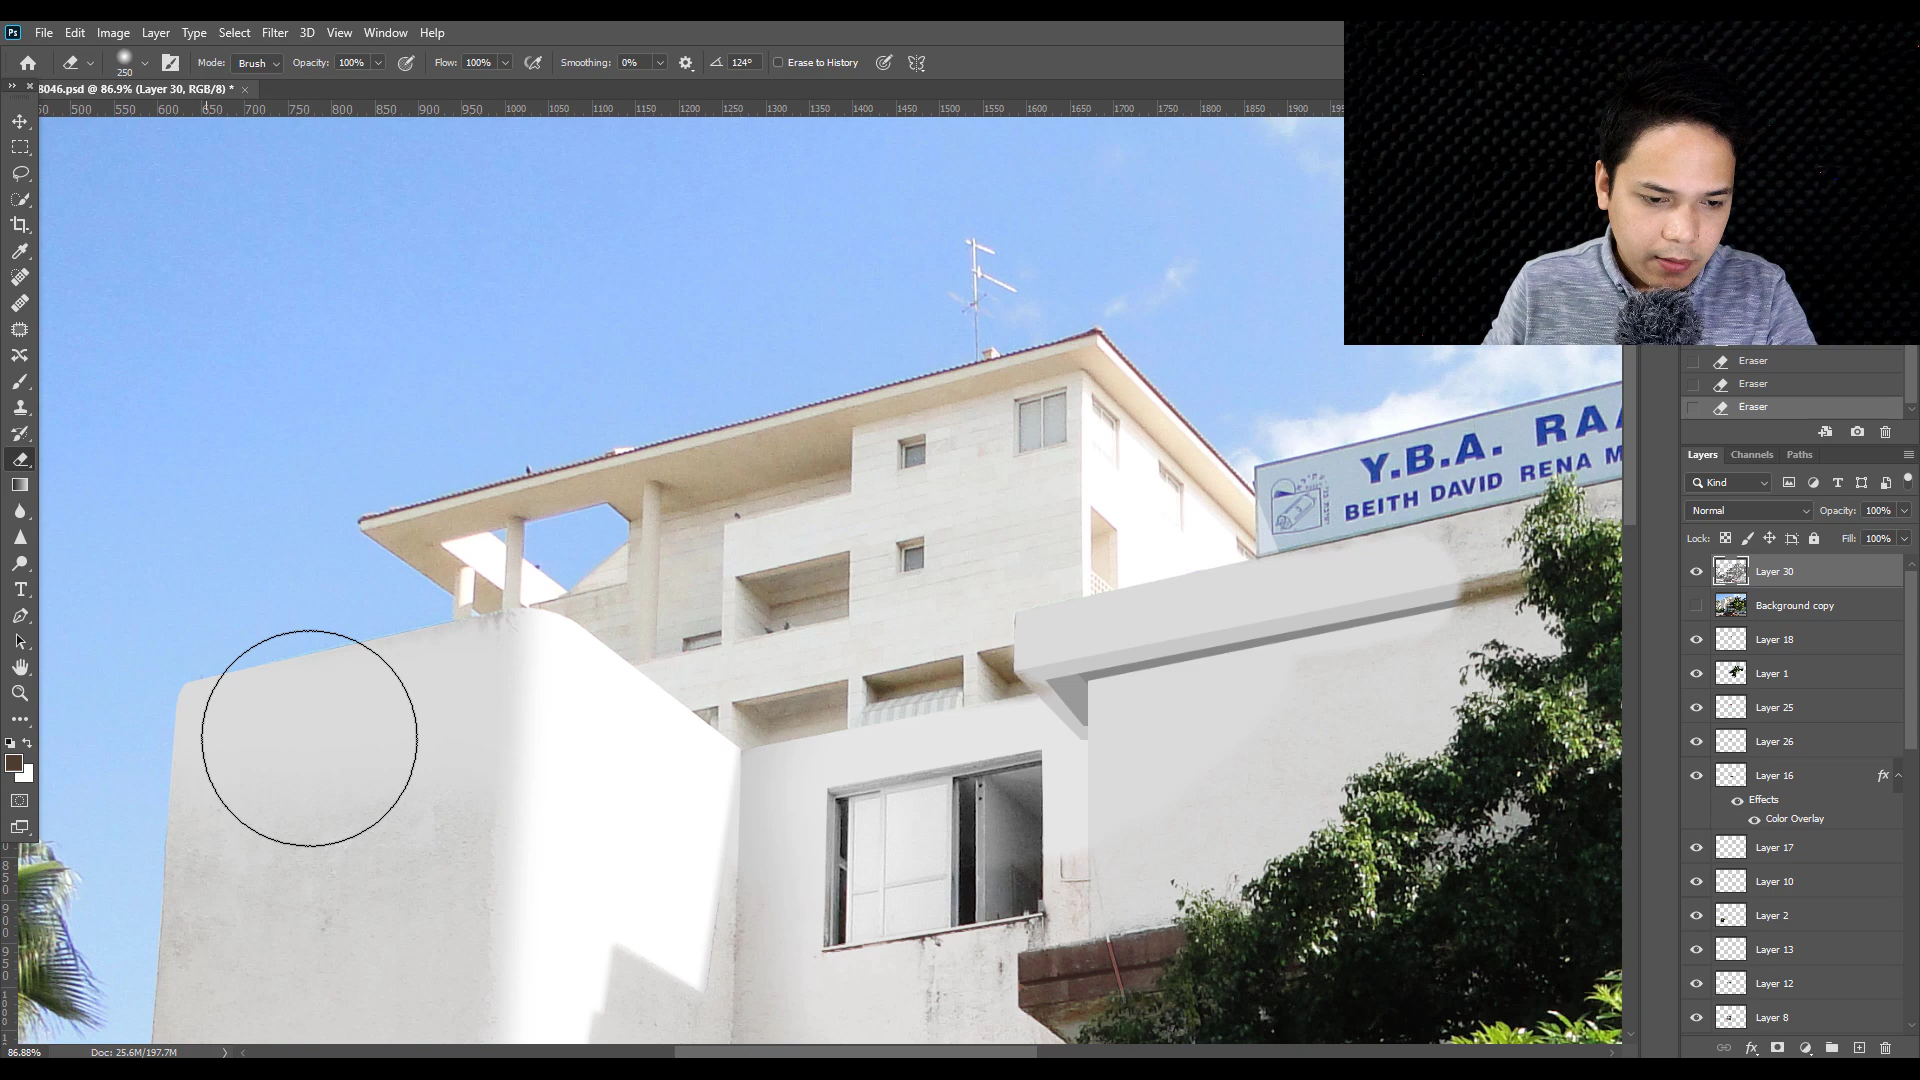 Ps File Edit Image Layer Type Select Filter 3D View Window Help
250 Mode: Brush Opacity: 100% Flow: 100% Smoothing: 0% 124° Erase to History
8046.psd @ 86.9% (Layer 30, RGB/8) *
500 550 600 650 700 750 800 850 900 950 1000 1050 1100 1150 1200 1250 1300 1350 1400 1450 1500 1550 1600 1650 1700 1750 1800 1850 1900
Y.B.A. RAA
BEITH DAVID RENA M
Eraser
Eraser
Eraser
Layers Channels Paths
Kind
Normal Opacity: 100%
Lock: Fill: 100%
Layer 30
Background copy
Layer 18
Layer 1
Layer 25
Layer 26
Layer 16 fx
Effects
Color Overlay
Layer 17
Layer 10
Layer 2
Layer 13
Layer 12
Layer 8
fx
86.88% Doc: 25.6M/197.7M